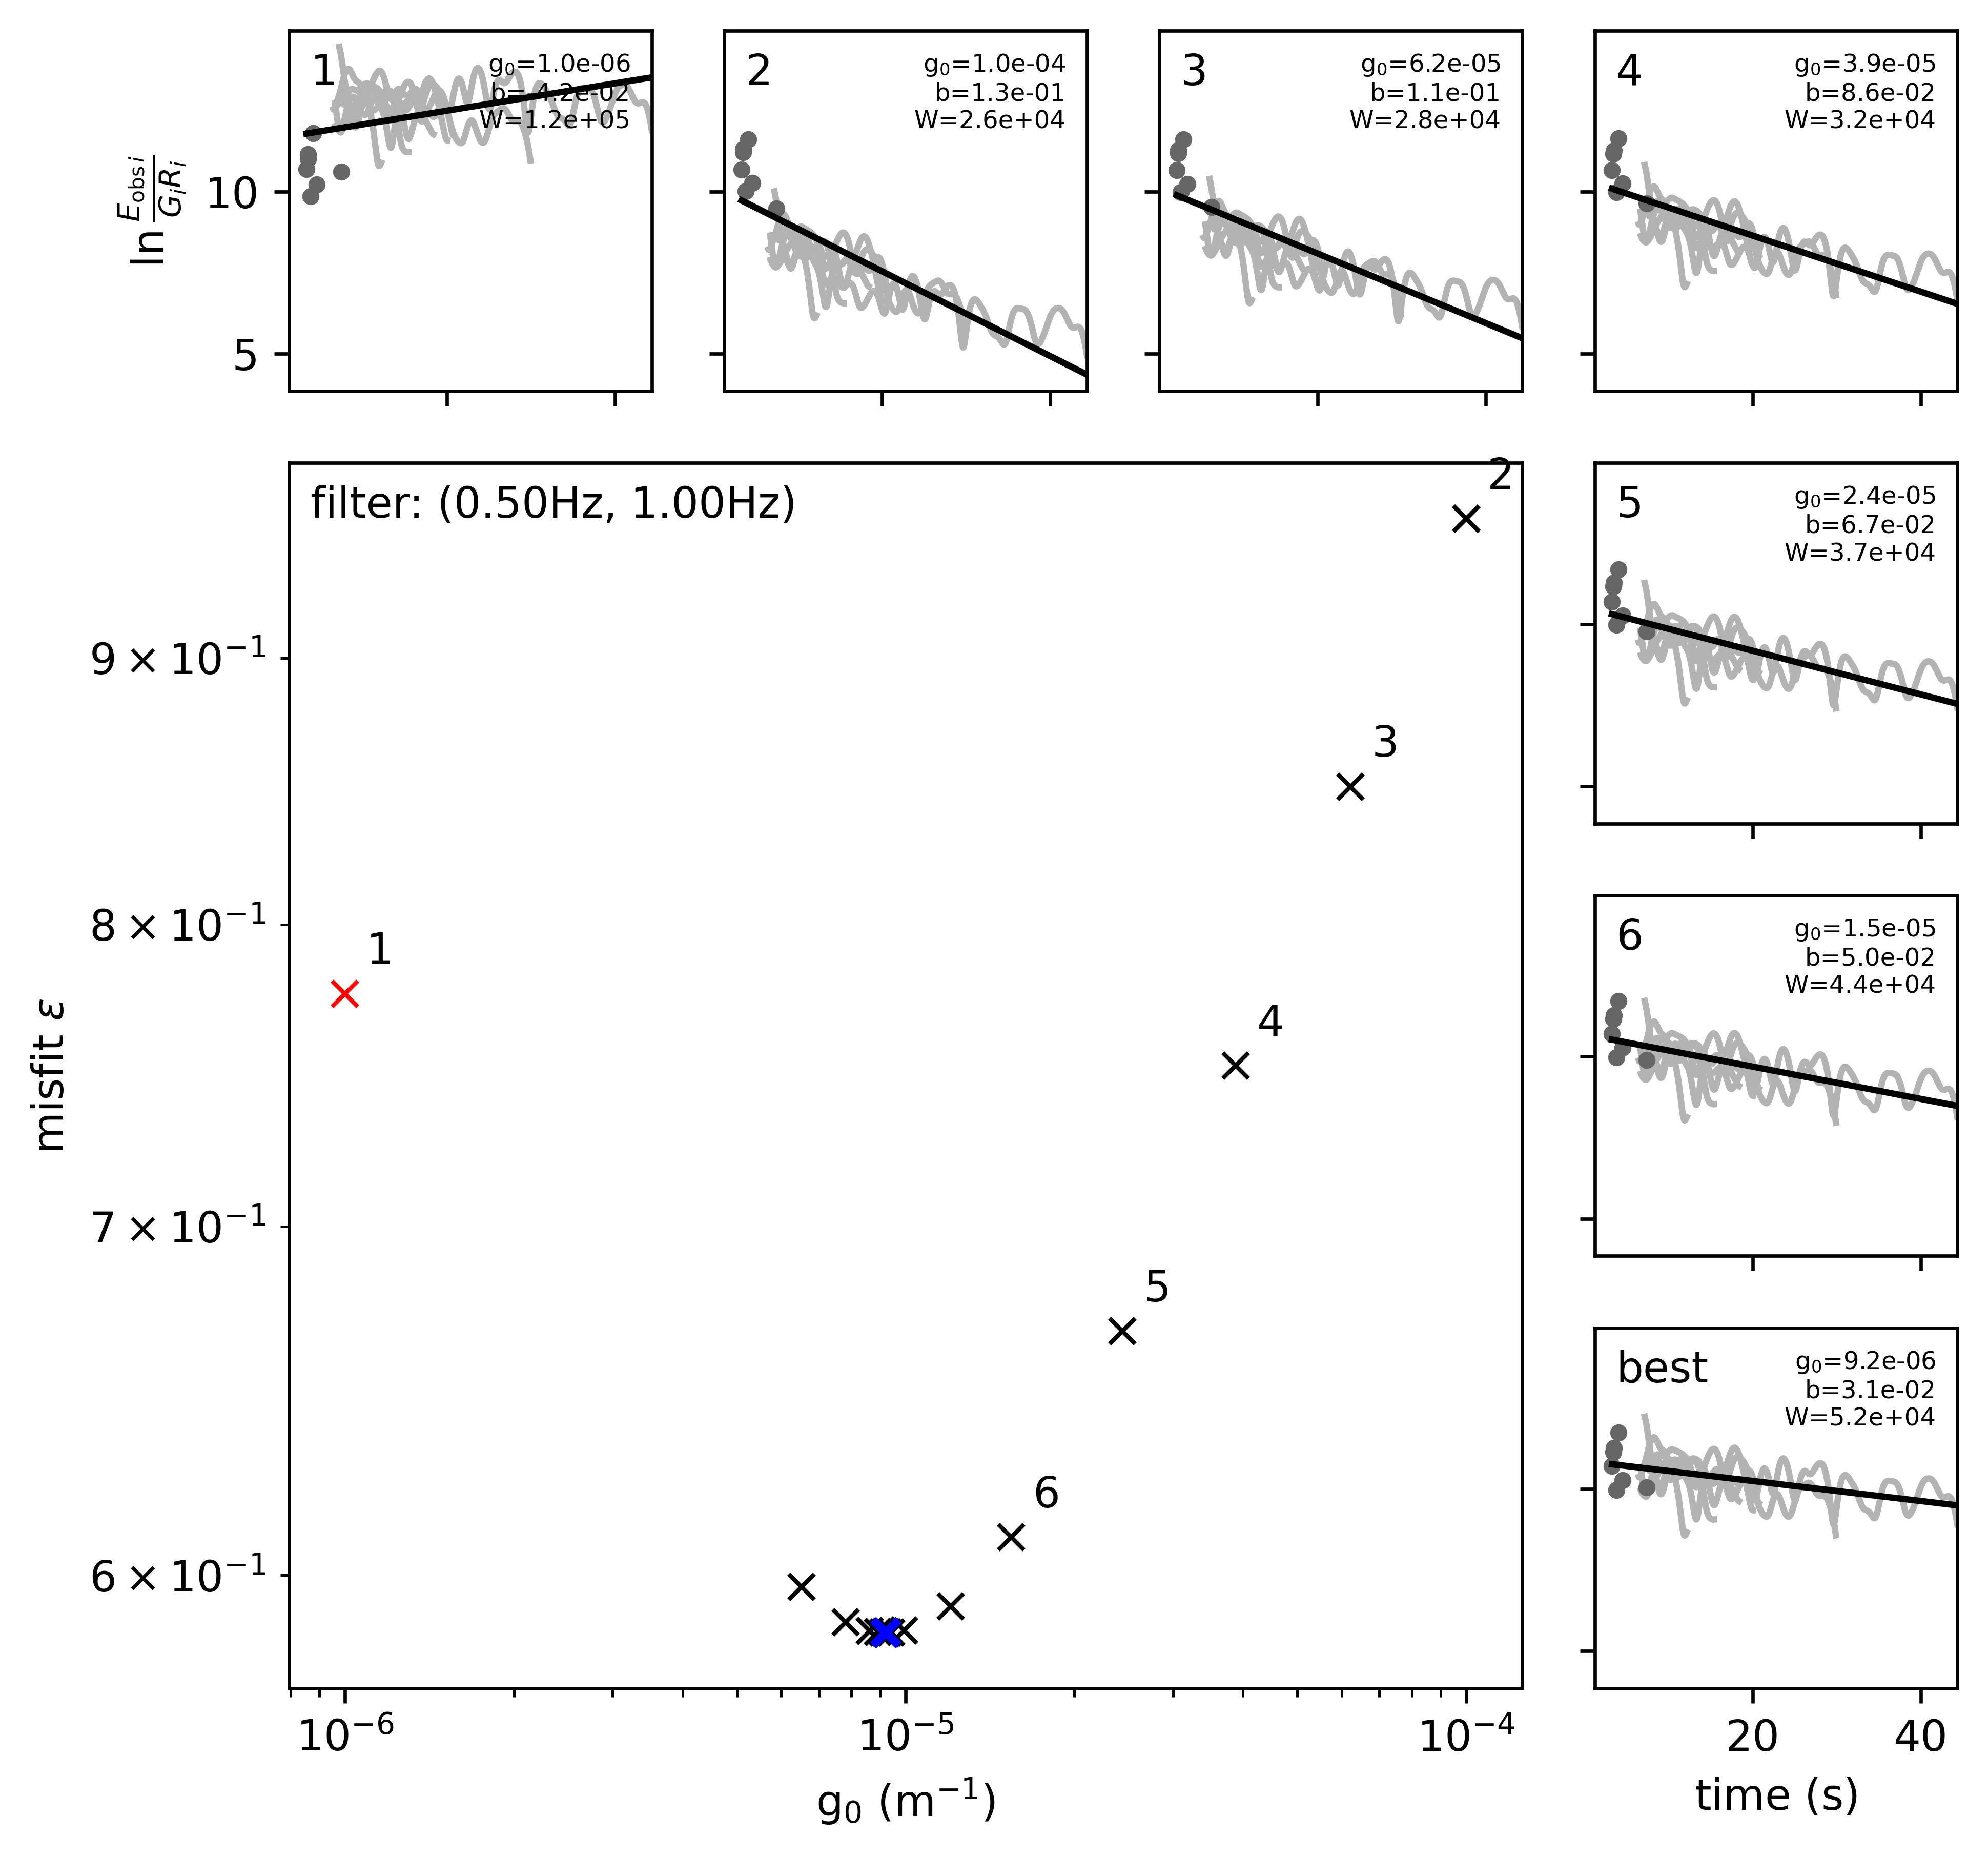 1
g₀=1.0e-06
b=-4.2e-02
W=1.2e+05
2
g₀=1.0e-04
b=1.3e-01
W=2.6e+04
3
g₀=6.2e-05
b=1.1e-01
W=2.8e+04
4
g₀=3.9e-05
b=8.6e-02
W=3.2e+04
ln E_obs i / G_i R_i
10
5
filter: (0.50Hz, 1.00Hz)
2
3
1
4
5
6
9 × 10⁻¹
8 × 10⁻¹
7 × 10⁻¹
6 × 10⁻¹
misfit ε
10⁻⁶
10⁻⁵
10⁻⁴
g₀ (m⁻¹)
5
g₀=2.4e-05
b=6.7e-02
W=3.7e+04
6
g₀=1.5e-05
b=5.0e-02
W=4.4e+04
best
g₀=9.2e-06
b=3.1e-02
W=5.2e+04
20
40
time (s)